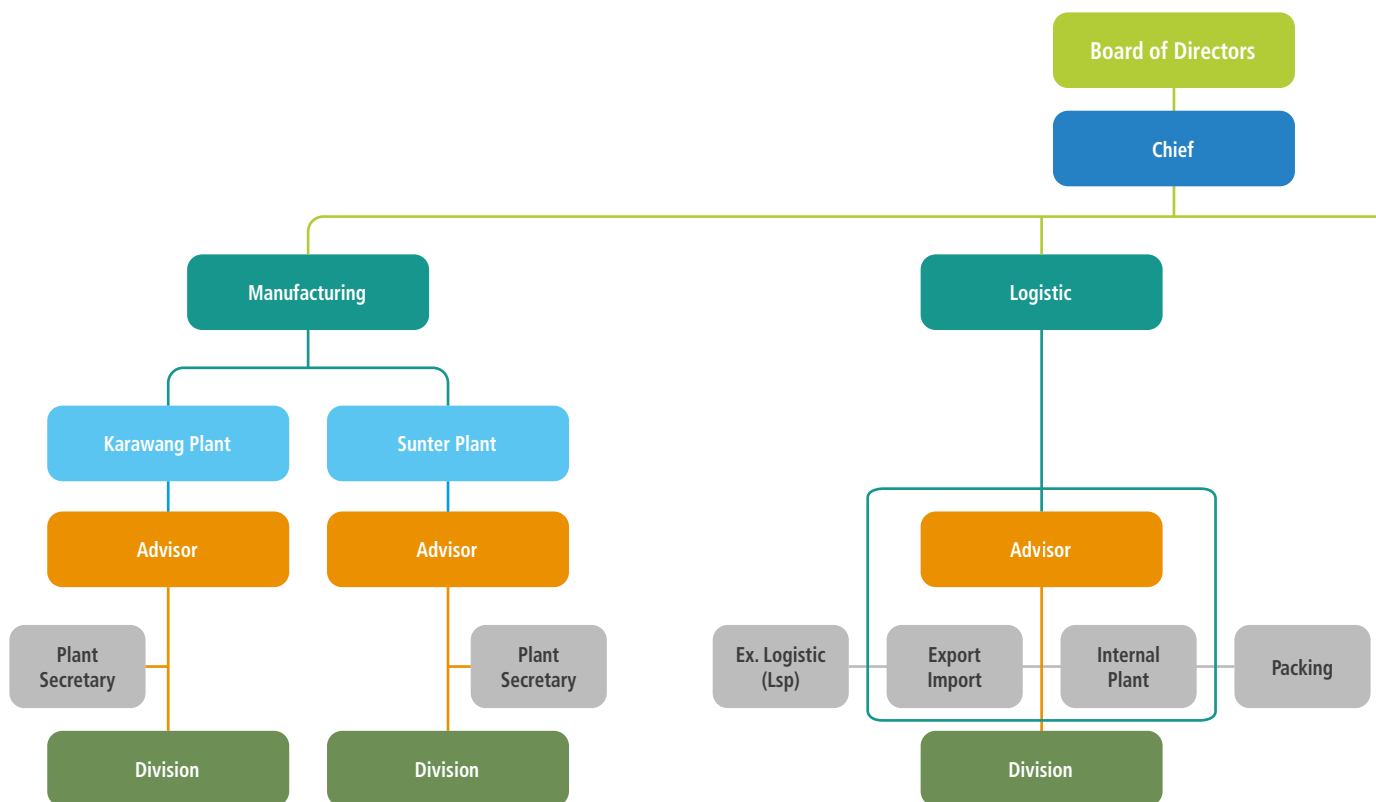 Board of Directors
Chief
Manufacturing
Logistic
Karawang Plant
Sunter Plant
Advisor
Advisor
Advisor
Plant
Secretary
Plant
Secretary
Ex. Logistic
(Lsp)
Export
Import
Internal
Plant
Packing
Division
Division
Division